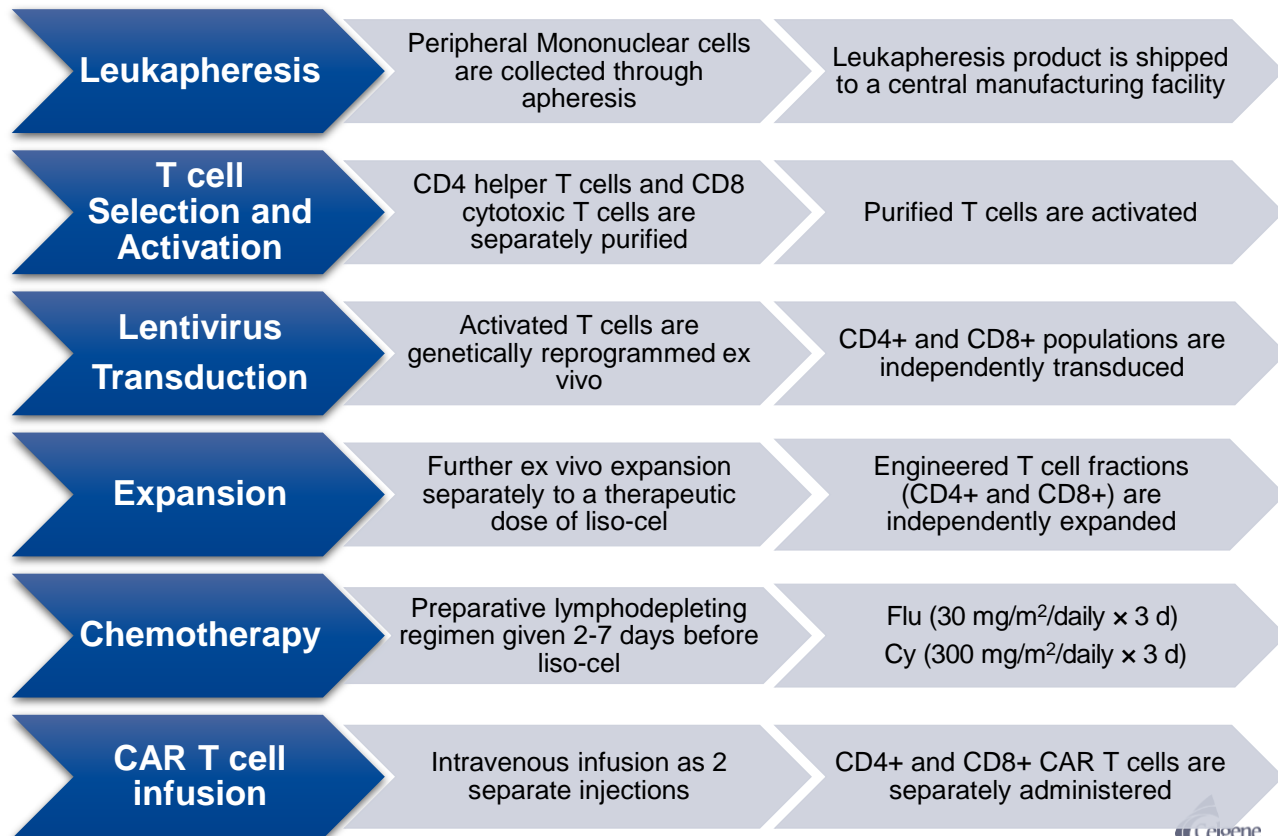 Leukapheresis
Peripheral Mononuclear cells
are collected through
apheresis
Leukapheresis product is shipped
to a central manufacturing facility
T cell
Selection and
Activation
CD4 helper T cells and CD8
cytotoxic T cells are
separately purified
Purified T cells are activated
Lentivirus
Transduction
Activated T cells are
genetically reprogrammed ex
vivo
CD4+ and CD8+ populations are
independently transduced
Expansion
Further ex vivo expansion
separately to a therapeutic
dose of liso-cel
Engineered T cell fractions
(CD4+ and CD8+) are
independently expanded
Chemotherapy
Preparative lymphodepleting
regimen given 2-7 days before
liso-cel
Flu (30 mg/m²/daily × 3 d)
Cy (300 mg/m²/daily × 3 d)
CAR T cell
infusion
Intravenous infusion as 2
separate injections
CD4+ and CD8+ CAR T cells are
separately administered
Celgene